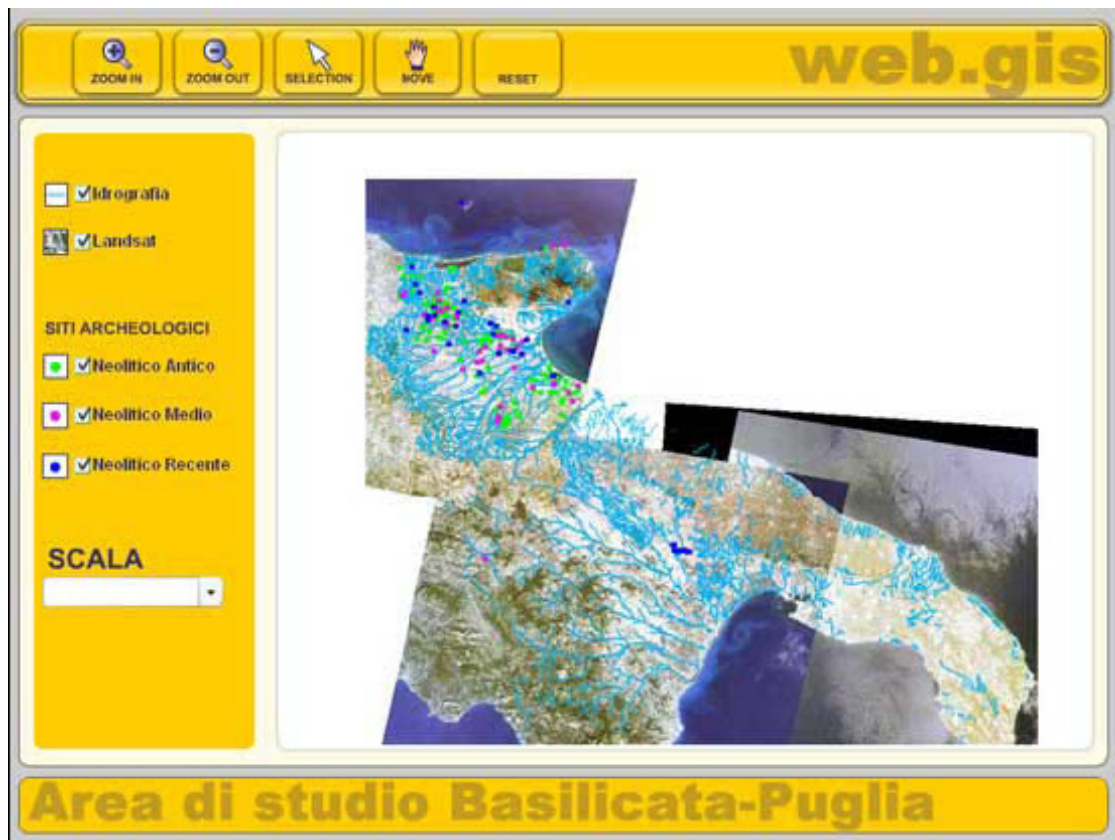 ZOOM IN
ZOOM OUT
SELECTION
MOVE
RESET
web.gis
Idrografia
Landsat
SITI ARCHEOLOGICI
Neolitico Antico
Neolitico Medio
Neolitico Recente
SCALA
Area di studio Basilicata-Puglia